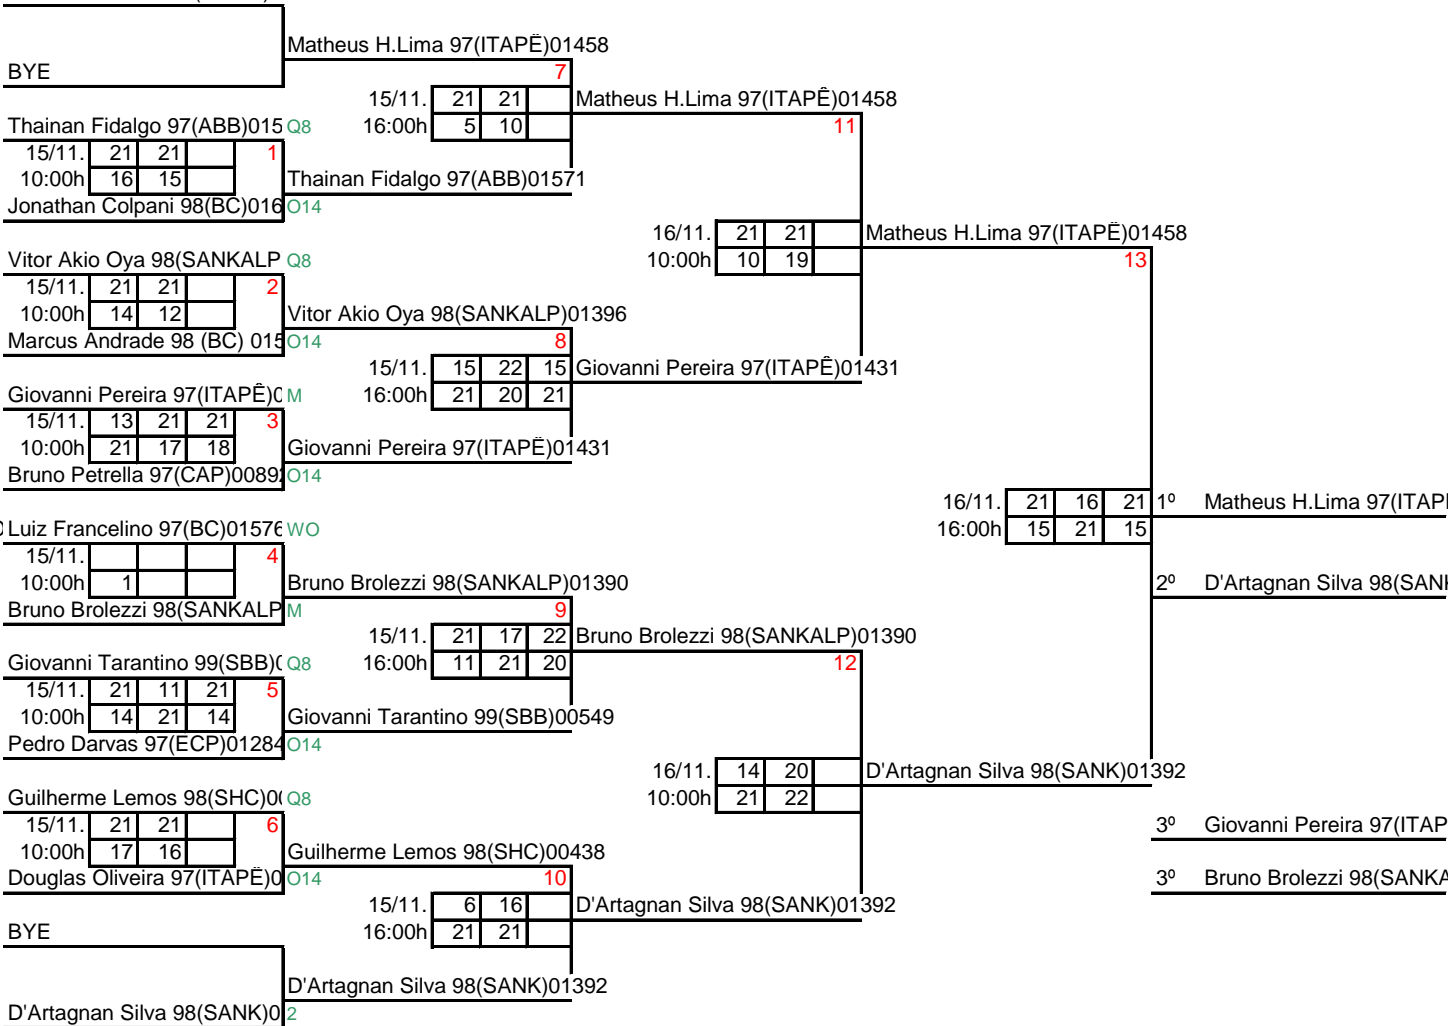 Matheus H.Lima 97(ITAPÊ)01458
BYE
7
15/11. 21 21
Matheus H.Lima 97(ITAPÊ)01458
Thainan Fidalgo 97(ABB)015 Q8
16:00h 5 10
11
15/11. 21 21 1
10:00h 16 15
Thainan Fidalgo 97(ABB)01571
Jonathan Colpani 98(BC)016 O14
16/11. 21 21
Matheus H.Lima 97(ITAPÊ)01458
Vitor Akio Oya 98(SANKALP Q8
10:00h 10 19
13
15/11. 21 21 2
10:00h 14 12
Vitor Akio Oya 98(SANKALP)01396
Marcus Andrade 98 (BC) 015 O14
8
15/11. 15 22 15
Giovanni Pereira 97(ITAPÊ)01431
Giovanni Pereira 97(ITAPÊ)0 M
16:00h 21 20 21
15/11. 13 21 21 3
10:00h 21 17 18
Giovanni Pereira 97(ITAPÊ)01431
Bruno Petrella 97(CAP)0089 O14
16/11. 21 16 21
1º Matheus H.Lima 97(ITAP
Luiz Francelino 97(BC)01576 WO
16:00h 15 21 15
15/11. 4
10:00h 1
Bruno Brolezzi 98(SANKALP)01390
2º D'Artagnan Silva 98(SAN
Bruno Brolezzi 98(SANKALP M
9
15/11. 21 17 22
Bruno Brolezzi 98(SANKALP)01390
Giovanni Tarantino 99(SBB)0 Q8
16:00h 11 21 20
12
15/11. 21 11 21 5
10:00h 14 21 14
Giovanni Tarantino 99(SBB)00549
Pedro Darvas 97(ECP)01284 O14
16/11. 14 20
D'Artagnan Silva 98(SANK)01392
Guilherme Lemos 98(SHC)00 Q8
10:00h 21 22
15/11. 21 21 6
3º Giovanni Pereira 97(ITAP
10:00h 17 16
Guilherme Lemos 98(SHC)00438
Douglas Oliveira 97(ITAPÊ)0 O14
10
3º Bruno Brolezzi 98(SANKA
15/11. 6 16
D'Artagnan Silva 98(SANK)01392
BYE
16:00h 21 21
D'Artagnan Silva 98(SANK)01392
D'Artagnan Silva 98(SANK)0 2